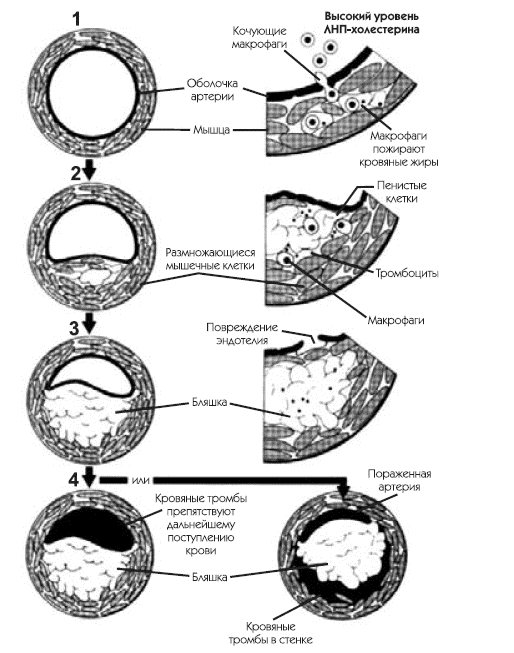 1
Высокий уровень
ЛНП-холестерина
Кочующие
макрофаги
Оболочка
артерии
Мышца
Макрофаги
пожирают
кровяные жиры
2
Пенистые
клетки
Размножающиеся
мышечные клетки
Тромбоциты
Макрофаги
3
Повреждение
эндотелия
Бляшка
4
или
Пораженная
артерия
Кровяные тромбы
препятствуют
дальнейшему
поступлению
крови
Бляшка
Кровяные
тромбы в стенке